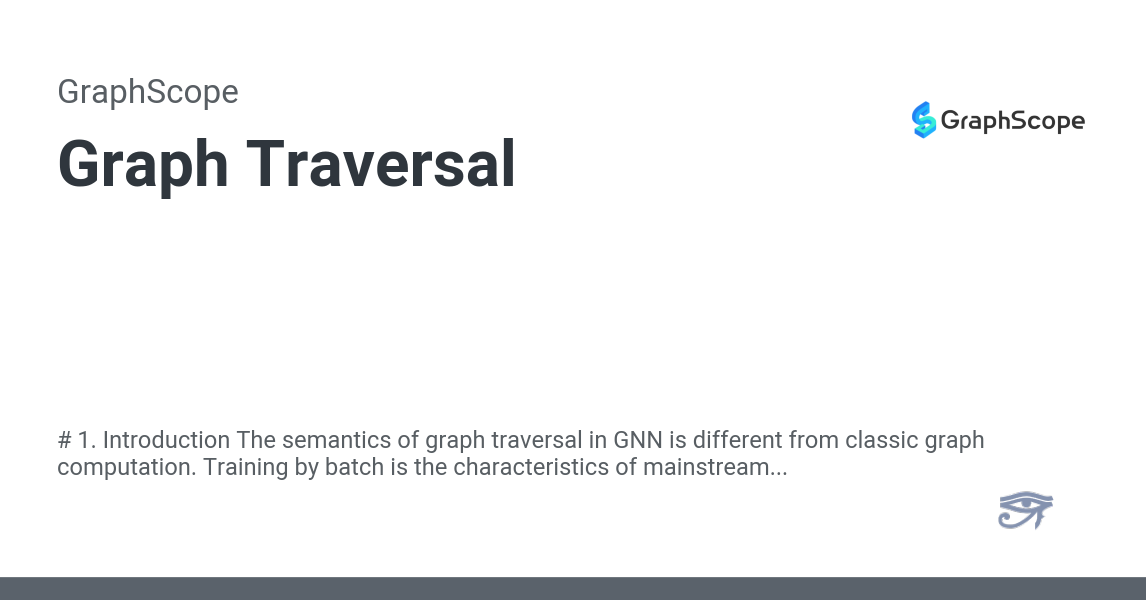 GraphScope
GraphScope
Graph Traversal
# 1. Introduction The semantics of graph traversal in GNN is different from classic graph
computation. Training by batch is the characteristics of mainstream...